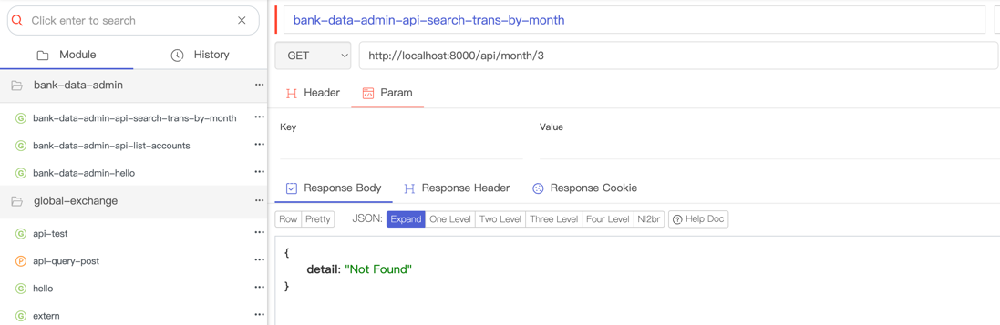 Click enter to search
Module
History
bank-data-admin
bank-data-admin-api-search-trans-by-month
bank-data-admin-api-list-accounts
bank-data-admin-hello
global-exchange
api-test
api-query-post
hello
extern
bank-data-admin-api-search-trans-by-month
GET
http://localhost:8000/api/month/3
Header
Param
Key
Value
Response Body
Response Header
Response Cookie
Row Pretty JSON: Expand One Level Two Level Three Level Four Level Nl2br Help Doc
{
detail: "Not Found"
}